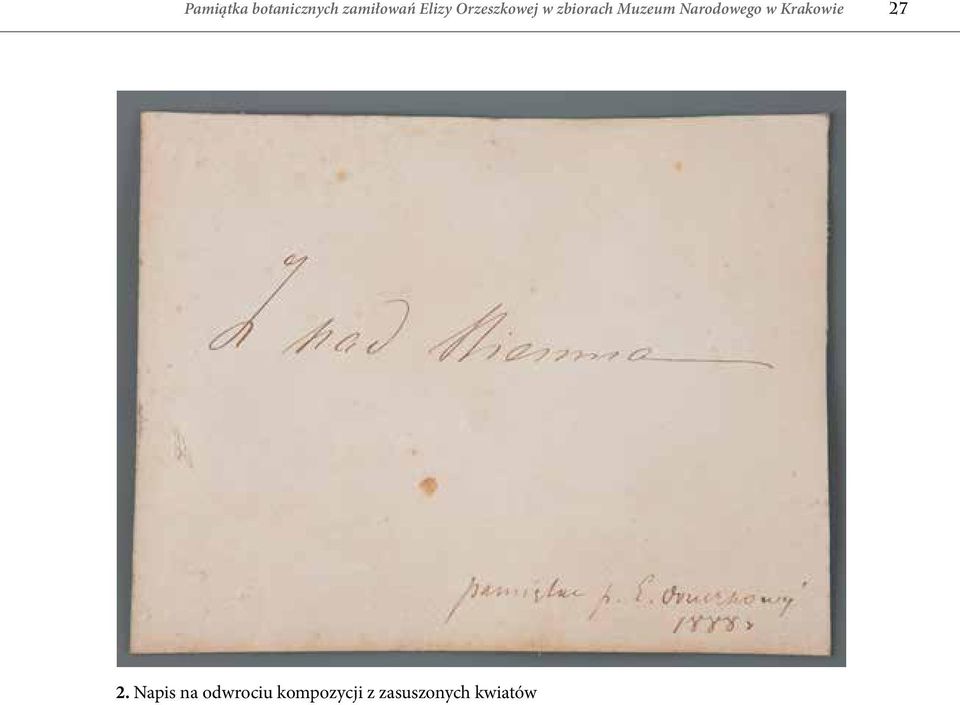 Pamiątka botanicznych zamiłowań Elizy Orzeszkowej w zbiorach Muzeum Narodowego w Krakowie 27
Z nad Niemna
pamiątka p. E. Orzeszkowej
1888 r
2. Napis na odwrociu kompozycji z zasuszonych kwiatów